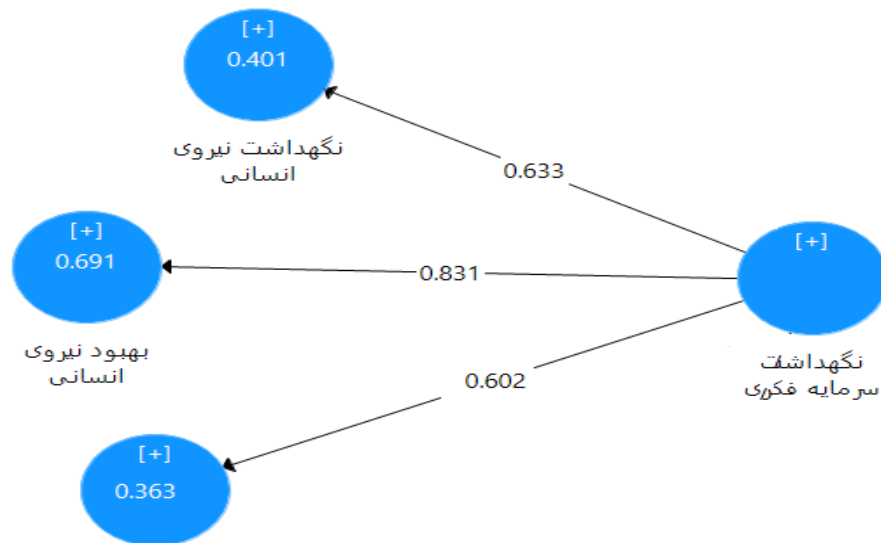 [+]
0.401
نگهداشت نیروی
انسانی
0.633
[+]
0.691
بهبود نیروی
انسانی
0.831
[+]
نگهداشت
سرمایه فکری
0.602
[+]
0.363